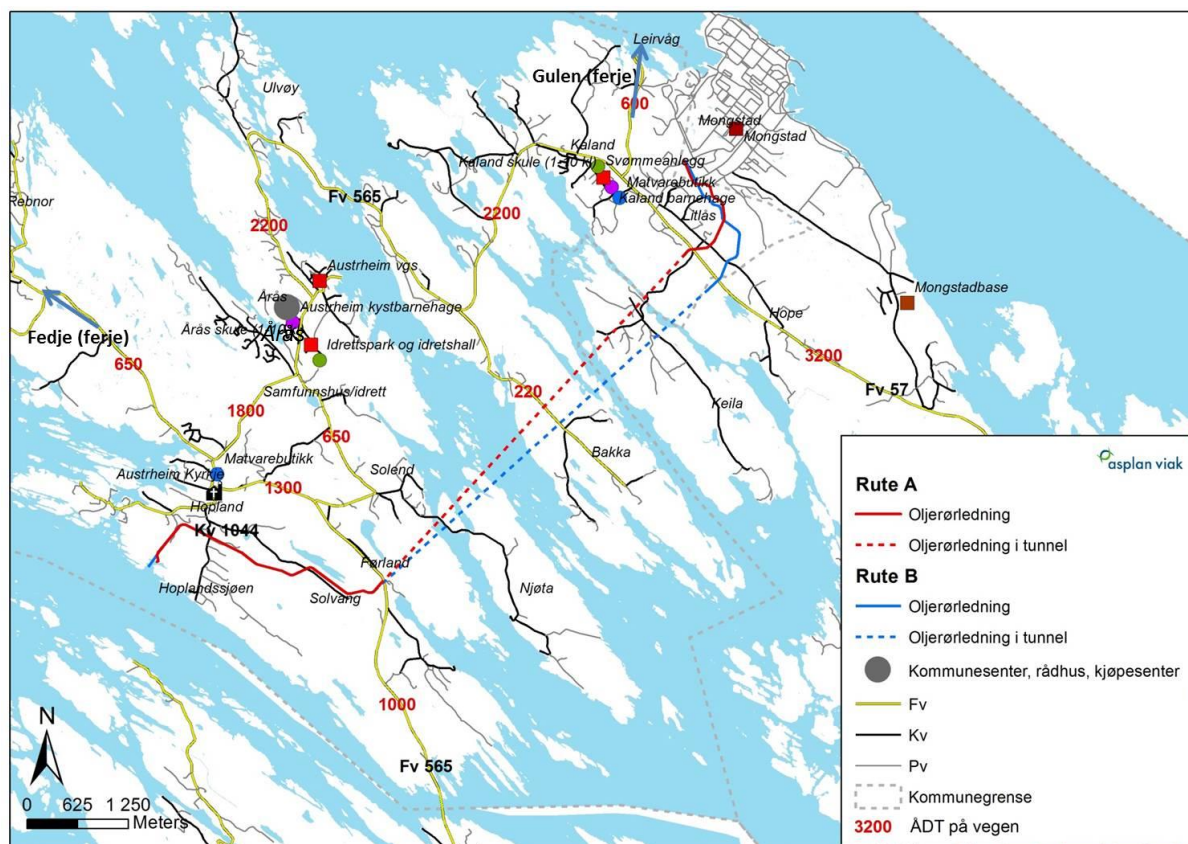 Leirvåg
Gulen (ferje)
Ulvøy
600
Mongstad
Mongstad
Kaland
Kaland skule (1-10 kl)
Svømmeanlegg
Matvarebutikk
Kaland barnehage
Rebnor
Fv 565
2200
Litlås
2200
Austrheim vgs
Mongstadbase
Årås
Austrheim kystbarnehage
Hope
Årås skule
Årås
Fedje (ferje)
Idrettspark og idretshall
3200
650
Fv 57
Samfunnshus/idrett
220
Keila
1800
650
Bakka
Matvarebutikk
Solend
Austrheim Kyrkje
1300
Hopland
Kv 1044
Førland
Hoplandssjøen
Solvang
Njøta
1000
Fv 565
N
0 625 1 250
Meters
asplan viak
Rute A
Oljerørledning
Oljerørledning i tunnel
Rute B
Oljerørledning
Oljerørledning i tunnel
Kommunesenter, rådhus, kjøpesenter
Fv
Kv
Pv
Kommunegrense
3200 ÅDT på vegen